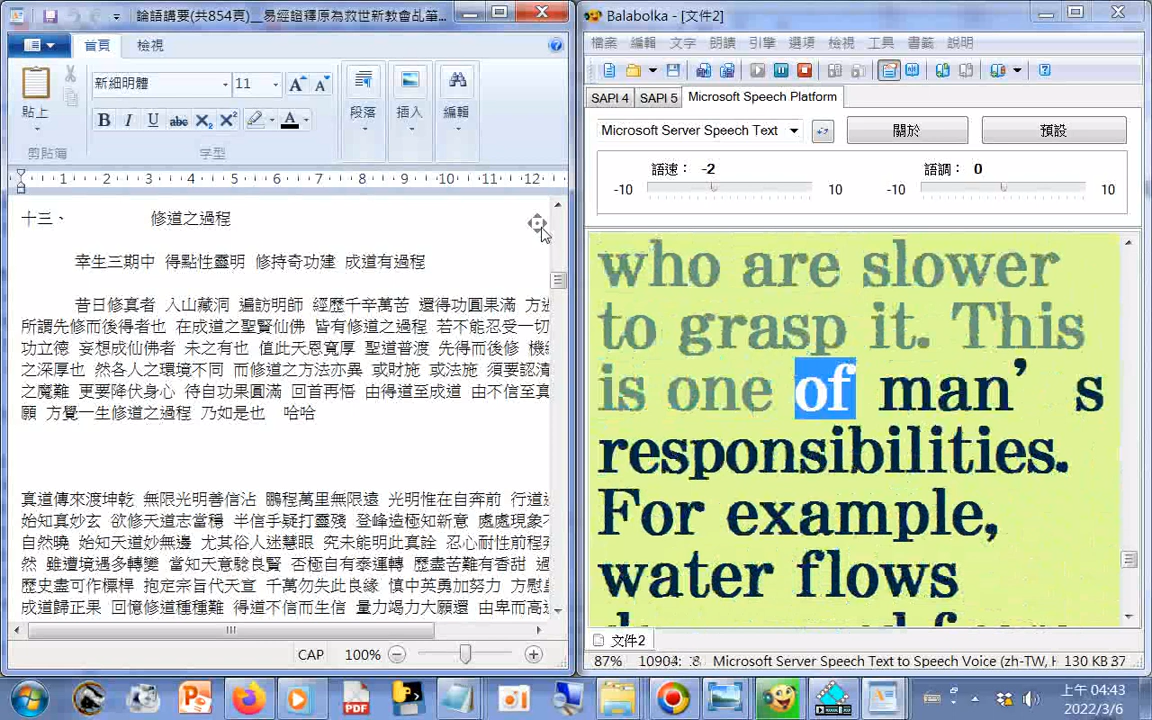 論語講要(共854頁)__易經證釋原為救世新教會乩筆...
首頁 檢視
新細明體 11
貼上
段落 插入 編輯
剪貼簿 字型
1 2 3 4 5 6 7 8 9 10 11 12
十三、 修道之過程
幸生三期中 得點性靈明 修持奇功建 成道有過程
昔日修真者 入山藏洞 遍訪明師 經歷千辛萬苦 還得功圓果滿 方
所謂先修而後得者也 在成道之聖賢仙佛 皆有修道之過程 若不能忍受一切
功立德 妄想成仙佛者 未之有也 值此天恩寬厚 聖道普渡 先得而後修 機
之深厚也 然各人之環境不同 而修道之方法亦異 或財施 或法施 須要認清
之魔難 更要降伏身心 待自功果圓滿 回首再悟 由得道至成道 由不信至真
願 方覺一生修道之過程 乃如是也 哈哈
真道傳來渡坤乾 無限光明善信沾 鵬程萬里無限遠 光明惟在自奔前 行道
始知真妙玄 欲修天道志當穩 半信半疑打靈殘 登峰造極知新意 處處現象
自然曉 始知天道妙無邊 尤其俗人迷慧眼 究未能明此真詮 忍心耐性前程
然 雖遭境遇多轉變 當知天意驗良賢 否極自有泰運轉 歷盡苦難有香甜
歷史盡可作標桿 抱定宗旨代天宣 千萬勿失此良緣 慎中英勇加努力 方慰
成道歸正果 回憶修道種種難 得道不信而生信 量力竭力大願還 由卑而高
CAP 100%
Balabolka - [文件2]
檔案 編輯 文字 朗讀 引擎 選項 檢視 工具 書籤 說明
SAPI 4 SAPI 5 Microsoft Speech Platform
Microsoft Server Speech Text 關於 預設
語速： -2 語調： 0
-10 10 -10 10
who are slower
to grasp it. This
is one of man’s
responsibilities.
For example,
water flows
文件2
87% Microsoft Server Speech Text to Speech Voice (zh-TW, H 130 KB 37
上午 04:43
2022/3/6